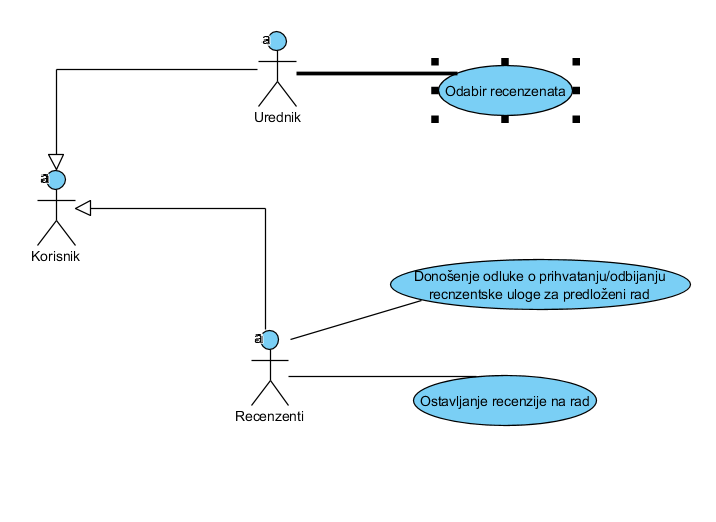 a
Urednik
Odabir recenzenata
a
Korisnik
Donošenje odluke o prihvatanju/odbijanju
recnzentske uloge za predloženi rad
a
Recenzenti
Ostavljanje recenzije na rad